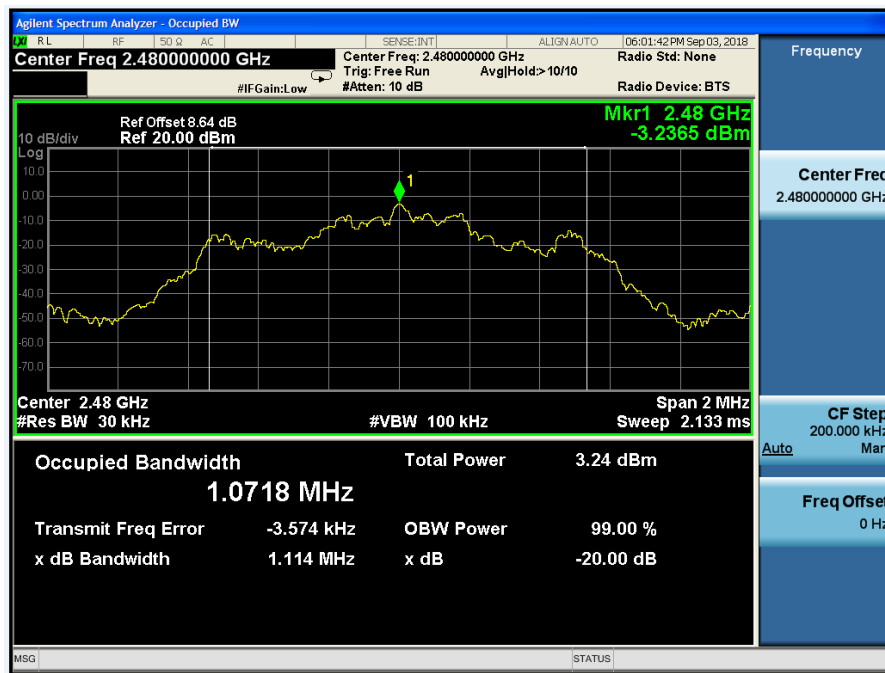 Agilent Spectrum Analyzer - Occupied BW
LXI RL RF 50 Ω AC SENSE:INT ALIGN AUTO 06:01:42 PM Sep 03, 2018
Center Freq 2.480000000 GHz
Center Freq: 2.480000000 GHz
Radio Std: None
Trig: Free Run Avg|Hold:>10/10
#IFGain:Low #Atten: 10 dB Radio Device: BTS
Mkr1 2.48 GHz
-3.2365 dBm
Ref Offset 8.64 dB
10 dB/div Ref 20.00 dBm
Log
10.0
0.00
-10.0
-20.0
-30.0
-40.0
-50.0
-60.0
-70.0
1
Center 2.48 GHz Span 2 MHz
#Res BW 30 kHz #VBW 100 kHz Sweep 2.133 ms
Occupied Bandwidth Total Power 3.24 dBm
1.0718 MHz
Transmit Freq Error -3.574 kHz OBW Power 99.00 %
x dB Bandwidth 1.114 MHz x dB -20.00 dB
MSG STATUS
Frequency
Center Freq
2.480000000 GHz
CF Step
200.000 kHz
Auto Man
Freq Offset
0 Hz